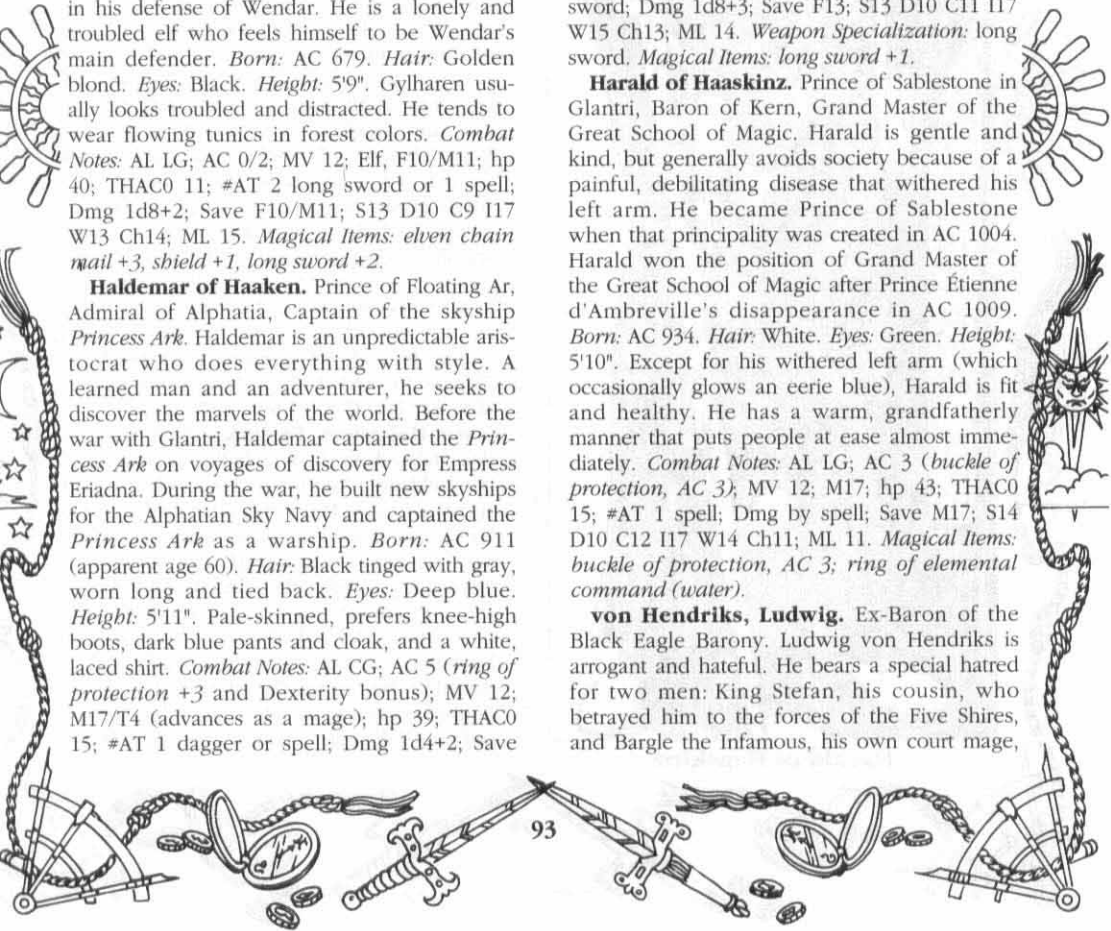 in his defense of Wendar. He is a lonely and
troubled elf who feels himself to be Wendar's
main defender. Born: AC 679. Hair: Golden
blond. Eyes: Black. Height: 5'9". Gylharen usu-
ally looks troubled and distracted. He tends to
wear flowing tunics in forest colors. Combat
Notes: AL LG; AC 0/2; MV 12; Elf, F10/M11; hp
40; THAC0 11; #AT 2 long sword or 1 spell;
Dmg 1d8+2; Save F10/M11; S13 D10 C9 I17
W13 Ch14; ML 15. Magical Items: elven chain
mail +3, shield +1, long sword +2.
Haldemar of Haaken. Prince of Floating Ar,
Admiral of Alphatia, Captain of the skyship
Princess Ark. Haldemar is an unpredictable aris-
tocrat who does everything with style. A
learned man and an adventurer, he seeks to
discover the marvels of the world. Before the
war with Glantri, Haldemar captained the Prin-
cess Ark on voyages of discovery for Empress
Eriadna. During the war, he built new skyships
for the Alphatian Sky Navy and captained the
Princess Ark as a warship. Born: AC 911
(apparent age 60). Hair: Black tinged with gray,
worn long and tied back. Eyes: Deep blue.
Height: 5'11". Pale-skinned, prefers knee-high
boots, dark blue pants and cloak, and a white,
laced shirt. Combat Notes: AL CG; AC 5 (ring of
protection +3 and Dexterity bonus); MV 12;
M17/T4 (advances as a mage); hp 39; THAC0
15; #AT 1 dagger or spell; Dmg 1d4+2; Save
sword; Dmg 1d8+3; Save F13; S13 D10 C11 I17
W15 Ch13; ML 14. Weapon Specialization: long
sword. Magical Items: long sword +1.
Harald of Haaskinz. Prince of Sablestone in
Glantri, Baron of Kern, Grand Master of the
Great School of Magic. Harald is gentle and
kind, but generally avoids society because of a
painful, debilitating disease that withered his
left arm. He became Prince of Sablestone
when that principality was created in AC 1004.
Harald won the position of Grand Master of
the Great School of Magic after Prince Étienne
d'Ambreville's disappearance in AC 1009.
Born: AC 934. Hair: White. Eyes: Green. Height:
5'10". Except for his withered left arm (which
occasionally glows an eerie blue), Harald is fit
and healthy. He has a warm, grandfatherly
manner that puts people at ease almost imme-
diately. Combat Notes: AL LG; AC 3 (buckle of
protection, AC 3); MV 12; M17; hp 43; THAC0
15; #AT 1 spell; Dmg by spell; Save M17; S14
D10 C12 I17 W14 Ch11; ML 11. Magical Items:
buckle of protection, AC 3; ring of elemental
command (water).
von Hendriks, Ludwig. Ex-Baron of the
Black Eagle Barony. Ludwig von Hendriks is
arrogant and hateful. He bears a special hatred
for two men: King Stefan, his cousin, who
betrayed him to the forces of the Five Shires,
and Bargle the Infamous, his own court mage,
93